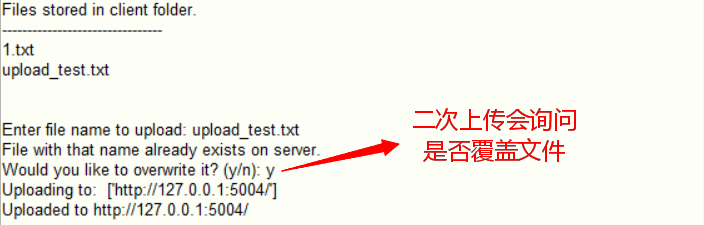 Files stored in client folder.
--------------------------------
1.txt
upload_test.txt
Enter file name to upload: upload_test.txt
File with that name already exists on server.
Would you like to overwrite it? (y/n): y
Uploading to:  ['http://127.0.0.1:5004/']
Uploaded to http://127.0.0.1:5004/
二次上传会询问
是否覆盖文件